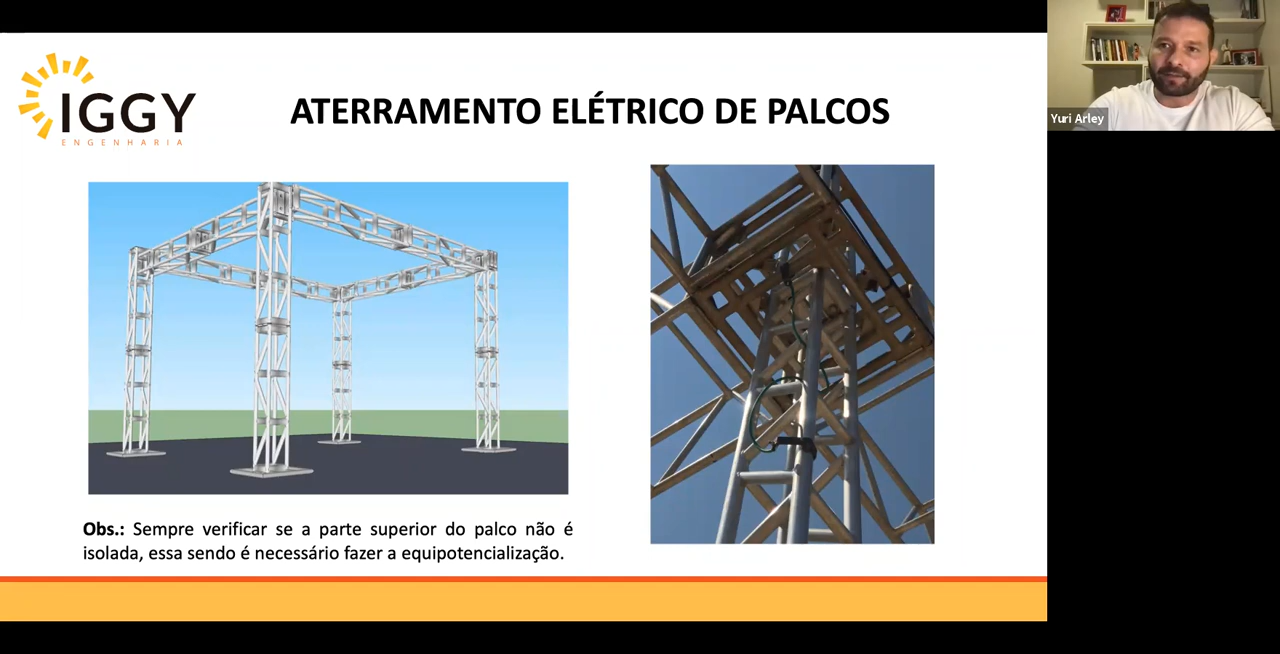 IGGY
ENGENHARIA
ATERRAMENTO ELÉTRICO DE PALCOS
Yuri Arley
Obs.: Sempre verificar se a parte superior do palco não é
isolada, essa sendo é necessário fazer a equipotencialização.